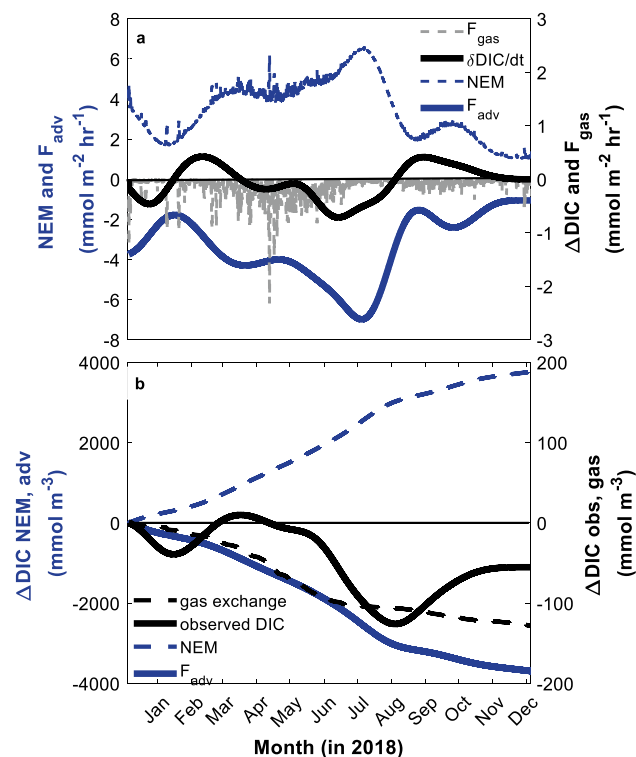 a
8
6
4
2
0
-2
-4
-6
-8
NEM and Fadv
(mmol m-2 hr-1)
3
2
1
0
-1
-2
-3
ΔDIC and Fgas
(mmol m-2 hr-1)
Fgas
δDIC/dt
NEM
Fadv
b
4000
2000
0
-2000
-4000
ΔDIC NEM, adv
(mmol m-3)
200
100
0
-100
-200
ΔDIC obs, gas
(mmol m-3)
gas exchange
observed DIC
NEM
Fadv
Jan Feb Mar Apr May Jun Jul Aug Sep Oct Nov Dec
Month (in 2018)